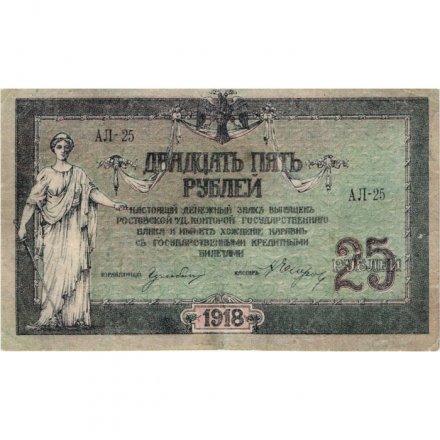 АЛ-25
ДВАДЦАТЬ ПЯТЬ
РУБЛЕЙ
АЛ-25
НАСТОЯЩІЙ ДЕНЕЖНЫЙ ЗНАКЪ ВЫПУЩЕНЪ
РОСТОВСКОЙ КОНТОРОЙ ГОСУДАРСТВЕННАГО
БАНКА И ИМѢЕТЪ ХОЖДЕНІЕ НАРАВНѢ
СЪ ГОСУДАРСТВЕННЫМИ КРЕДИТНЫМИ
БИЛЕТАМИ
25
РУБЛЕЙ
УПРАВЛЯЮЩІЙ
КАССИРЪ
1918